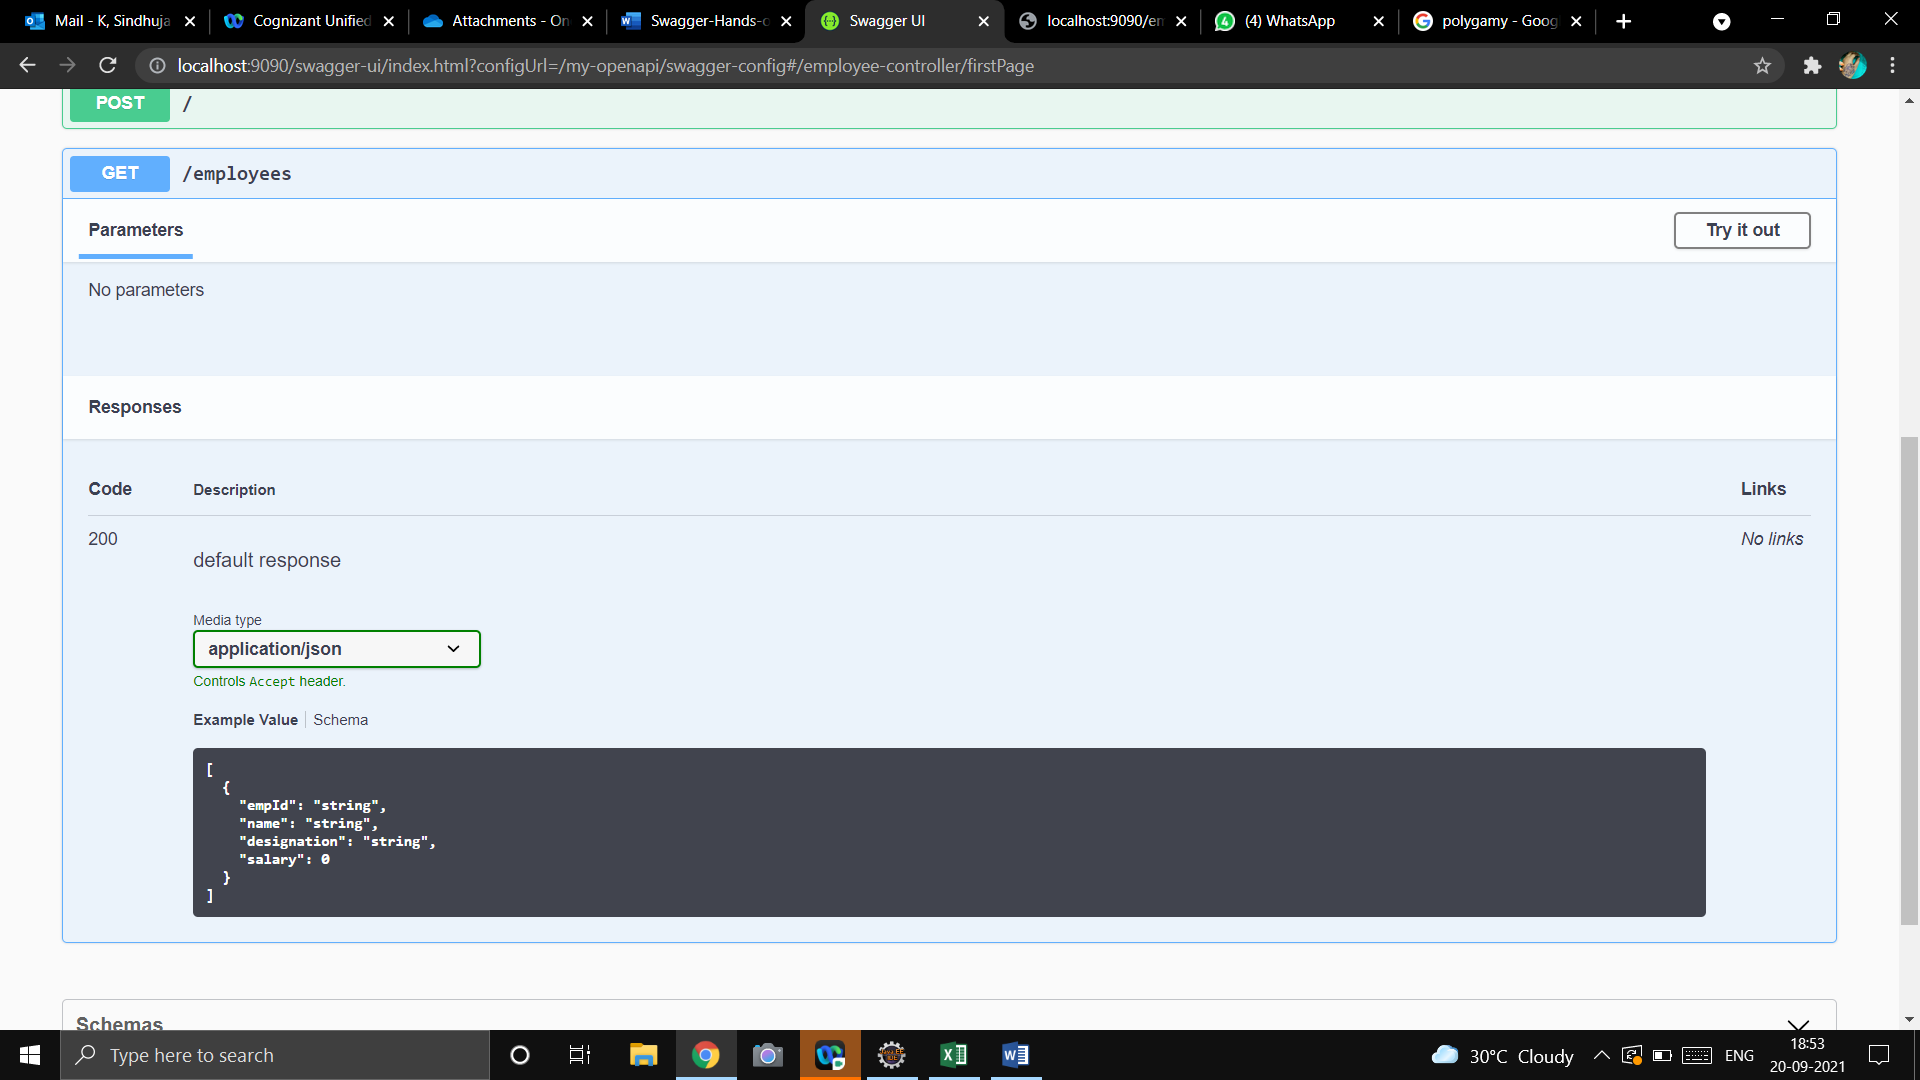 Mail - K, Sindhuja
Cognizant Unified
Attachments - On
Swagger-Hands-o
Swagger UI
localhost:9090/em
(4) WhatsApp
polygamy - Goog
localhost:9090/swagger-ui/index.html?configUrl=/my-openapi/swagger-config#/employee-controller/firstPage
POST /
GET /employees
Parameters
Try it out
No parameters
Responses
Code Description Links
200 No links
default response
Media type
application/json
Controls Accept header.
Example Value Schema
[
{
"empId": "string",
"name": "string",
"designation": "string",
"salary": 0
}
]
Schemas
Type here to search
30°C Cloudy
ENG
18:53
20-09-2021